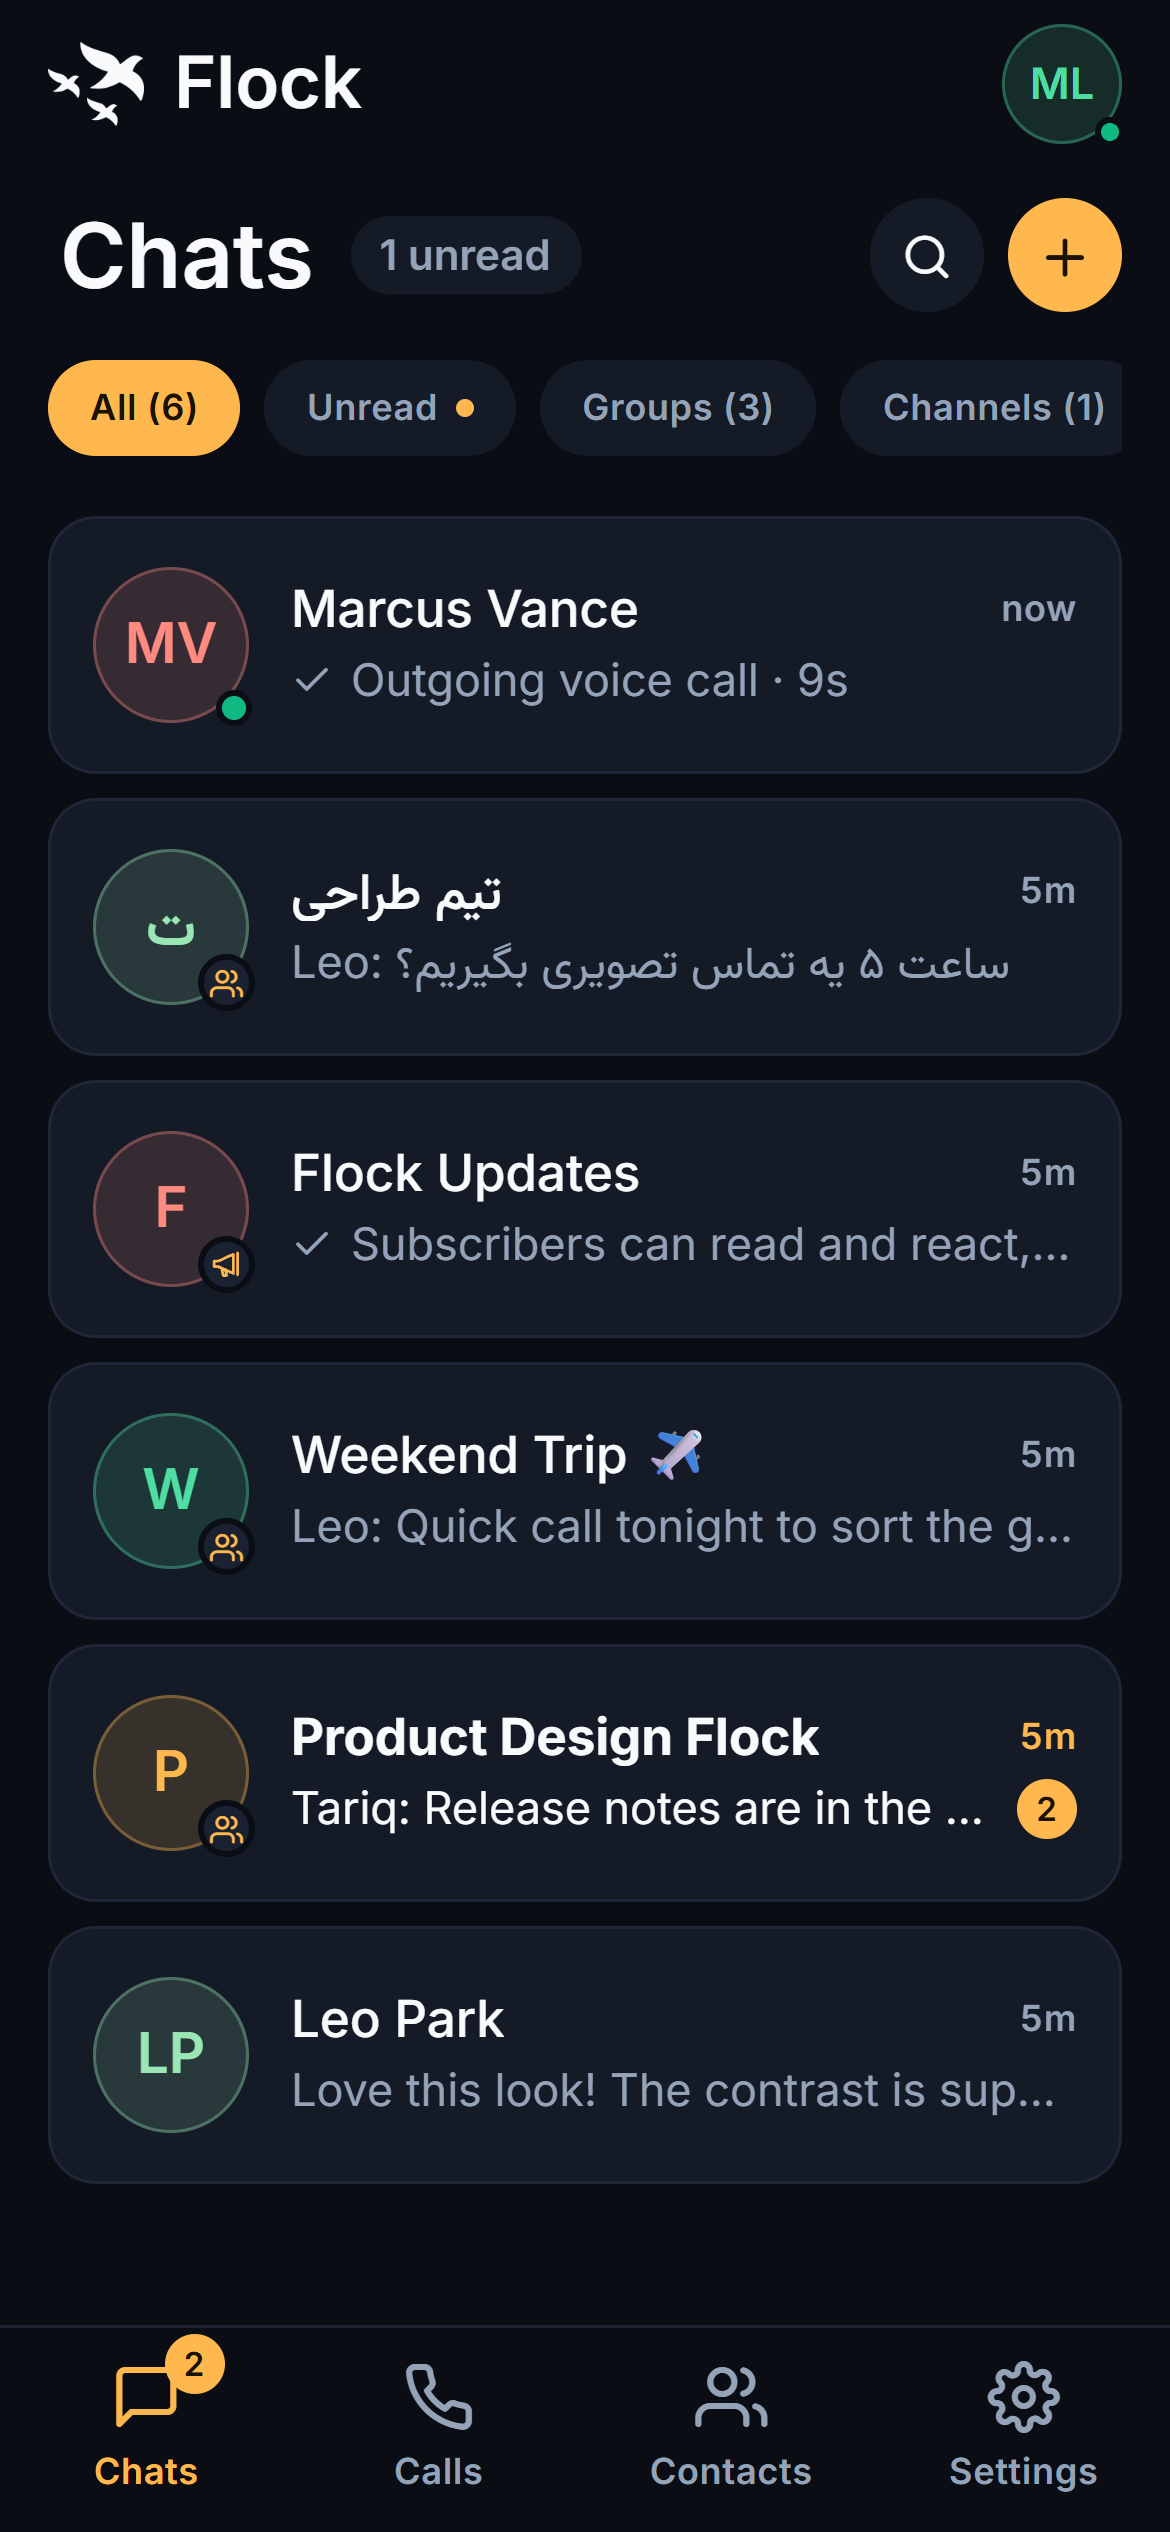 Flock
ML
Chats
1 unread
All (6)
Unread
Groups (3)
Channels (1)
MV
Marcus Vance
now
Outgoing voice call · 9s
ت
تیم طراحی
5m
Leo: ساعت ۵ یه تماس تصویری بگیریم؟
F
Flock Updates
5m
Subscribers can read and react,...
W
Weekend Trip ✈️
5m
Leo: Quick call tonight to sort the g...
P
Product Design Flock
5m
Tariq: Release notes are in the ...
2
LP
Leo Park
5m
Love this look! The contrast is sup...
2
Chats
Calls
Contacts
Settings